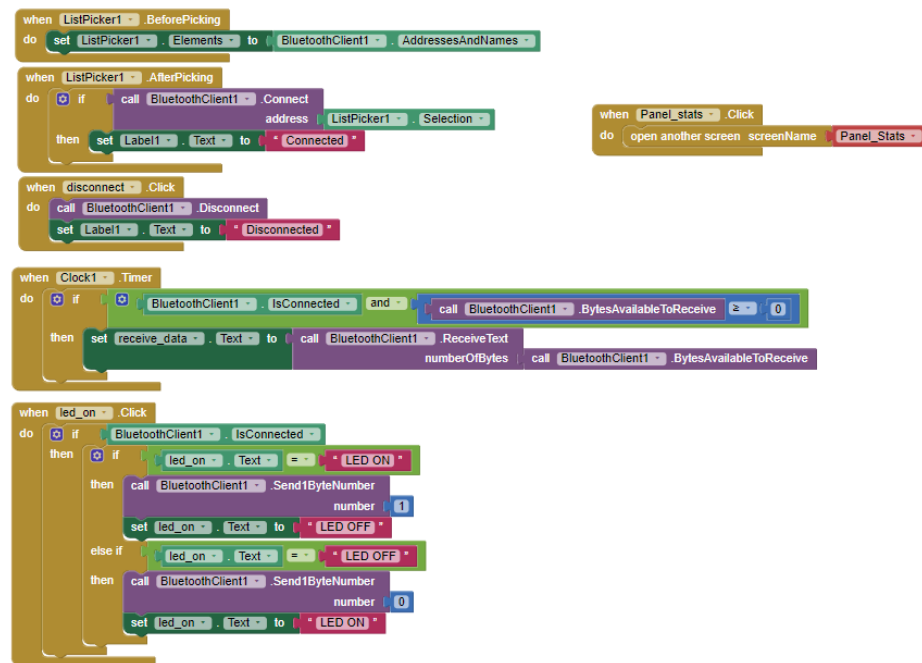 when ListPicker1 .BeforePicking
do set ListPicker1 . Elements to BluetoothClient1 . AddressesAndNames
when ListPicker1 .AfterPicking
do if call BluetoothClient1 .Connect
address ListPicker1 . Selection
then set Label1 . Text to " Connected "
when Panel_stats .Click
do open another screen screenName Panel_Stats
when disconnect .Click
do call BluetoothClient1 .Disconnect
set Label1 . Text to " Disconnected "
when Clock1 .Timer
do if BluetoothClient1 . IsConnected and call BluetoothClient1 .BytesAvailableToReceive ≥ 0
then set receive_data . Text to call BluetoothClient1 .ReceiveText
numberOfBytes call BluetoothClient1 .BytesAvailableToReceive
when led_on .Click
do if BluetoothClient1 . IsConnected
then if led_on . Text = " LED ON "
then call BluetoothClient1 .Send1ByteNumber
number 1
set led_on . Text to " LED OFF "
else if led_on . Text = " LED OFF "
then call BluetoothClient1 .Send1ByteNumber
number 0
set led_on . Text to " LED ON "